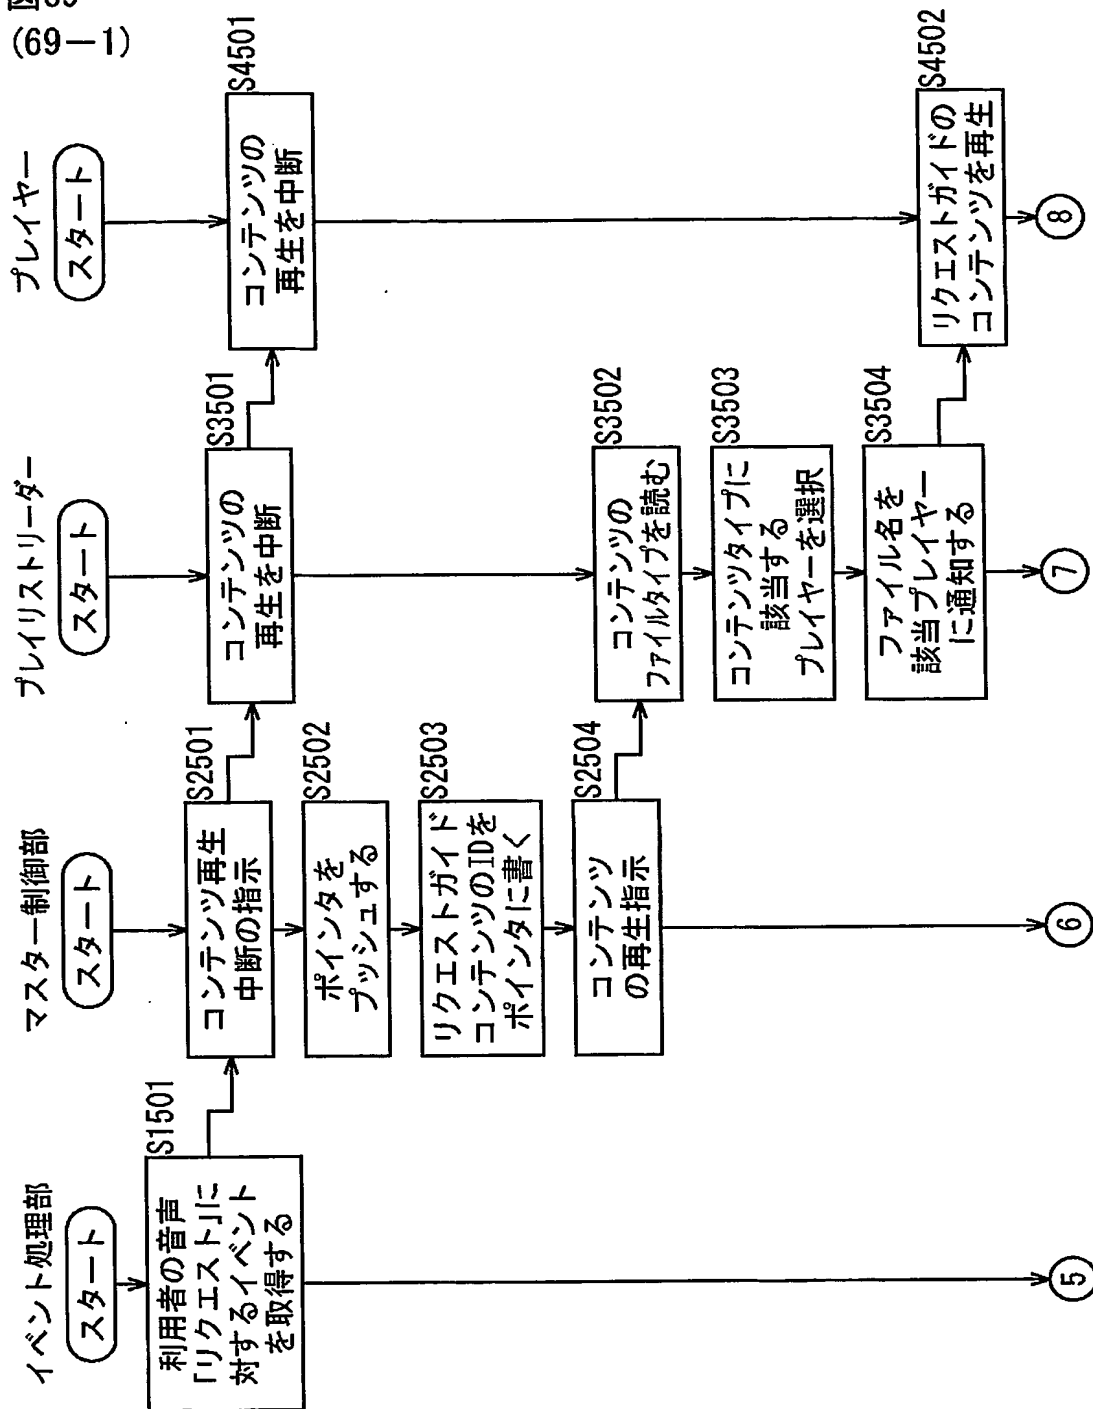 図69
(69－1)
イベント処理部
スタート
S1501
利用者の音声
「リクエスト」に
対するイベント
を取得する
5
マスター制御部
スタート
S2501
コンテンツ再生
中断の指示
S2502
ポインタを
プッシュする
S2503
リクエストガイド
コンテンツのIDを
ポインタに書く
S2504
コンテンツ
の再生指示
6
プレイリストリーダー
スタート
S3501
コンテンツの
再生を中断
S3502
コンテンツの
ファイルタイプを読む
S3503
コンテンツタイプに
該当する
プレイヤーを選択
S3504
ファイル名を
該当プレイヤー
に通知する
7
プレイヤー
スタート
S4501
コンテンツの
再生を中断
S4502
リクエストガイドの
コンテンツを再生
8